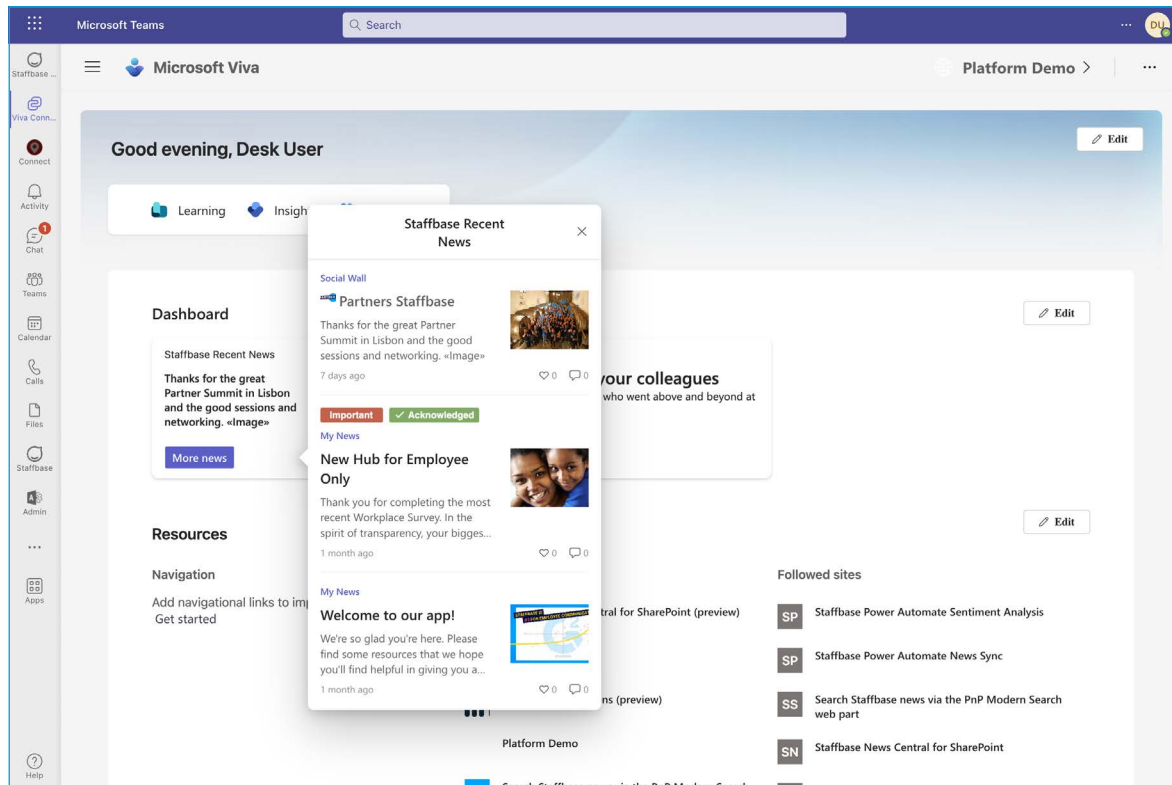 Microsoft Teams
Search
DU
Staffbase ...
Viva Conn...
Connect
Activity
1
Chat
Teams
Calendar
Calls
Files
Staffbase
Admin
Apps
Help
Microsoft Viva
Platform Demo
Good evening, Desk User
Edit
Learning
Insigh
Dashboard
Edit
Staffbase Recent News
Thanks for the great
Partner Summit in Lisbon
and the good sessions and
networking. «Image»
More news
your colleagues
who went above and beyond at
Staffbase Recent
News
Social Wall
Partners Staffbase
Thanks for the great Partner
Summit in Lisbon and the good
sessions and networking. «Image»
7 days ago
0
0
Important
Acknowledged
My News
New Hub for Employee
Only
Thank you for completing the most
recent Workplace Survey. In the
spirit of transparency, your bigges...
1 month ago
0
0
My News
Welcome to our app!
We're so glad you're here. Please
find some resources that we hope
you'll find helpful in giving you a...
1 month ago
0
0
Resources
Edit
Navigation
Add navigational links to im
Get started
tral for SharePoint (preview)
ns (preview)
Platform Demo
Followed sites
SP
Staffbase Power Automate Sentiment Analysis
SP
Staffbase Power Automate News Sync
SS
Search Staffbase news via the PnP Modern Search
web part
SN
Staffbase News Central for SharePoint